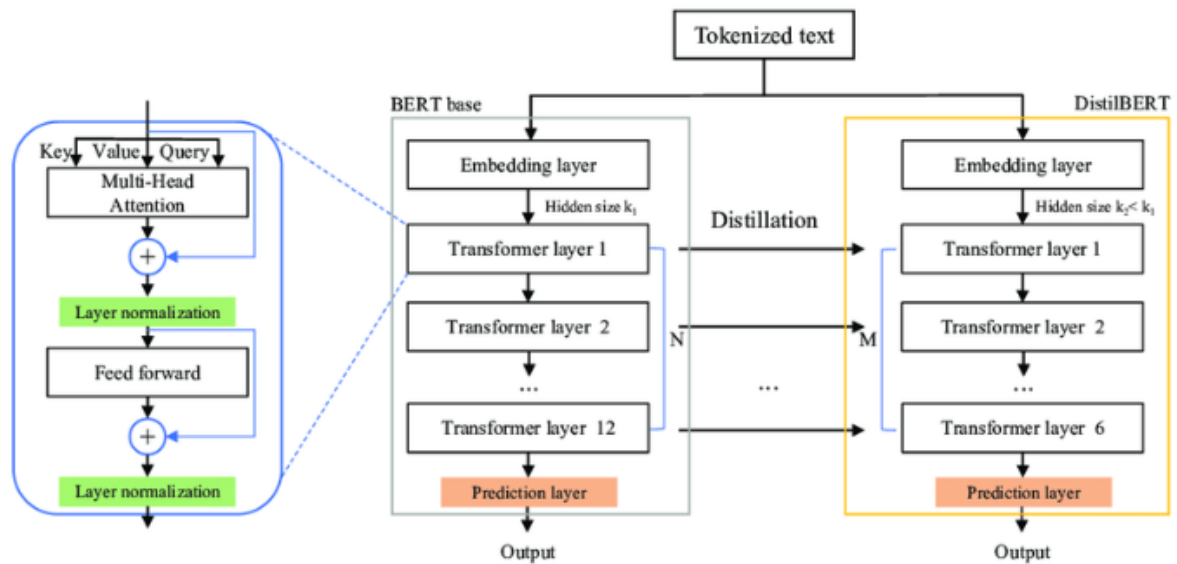 Tokenized text
BERT base
DistilBERT
Key Value Query
Multi-Head
Attention
+
Layer normalization
Feed forward
+
Layer normalization
Embedding layer
Hidden size k₁
Transformer layer 1
Transformer layer 2
...
Transformer layer 12
N
Prediction layer
Output
Distillation
...
Embedding layer
Hidden size k₂< k₁
Transformer layer 1
Transformer layer 2
M
...
Transformer layer 6
Prediction layer
Output